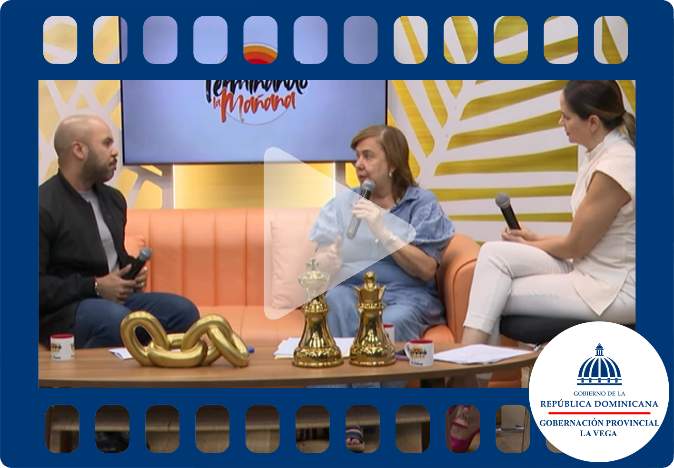 Terminando
la Mañana
GOBIERNO DE LA
REPÚBLICA DOMINICANA
GOBERNACIÓN PROVINCIAL
LA VEGA